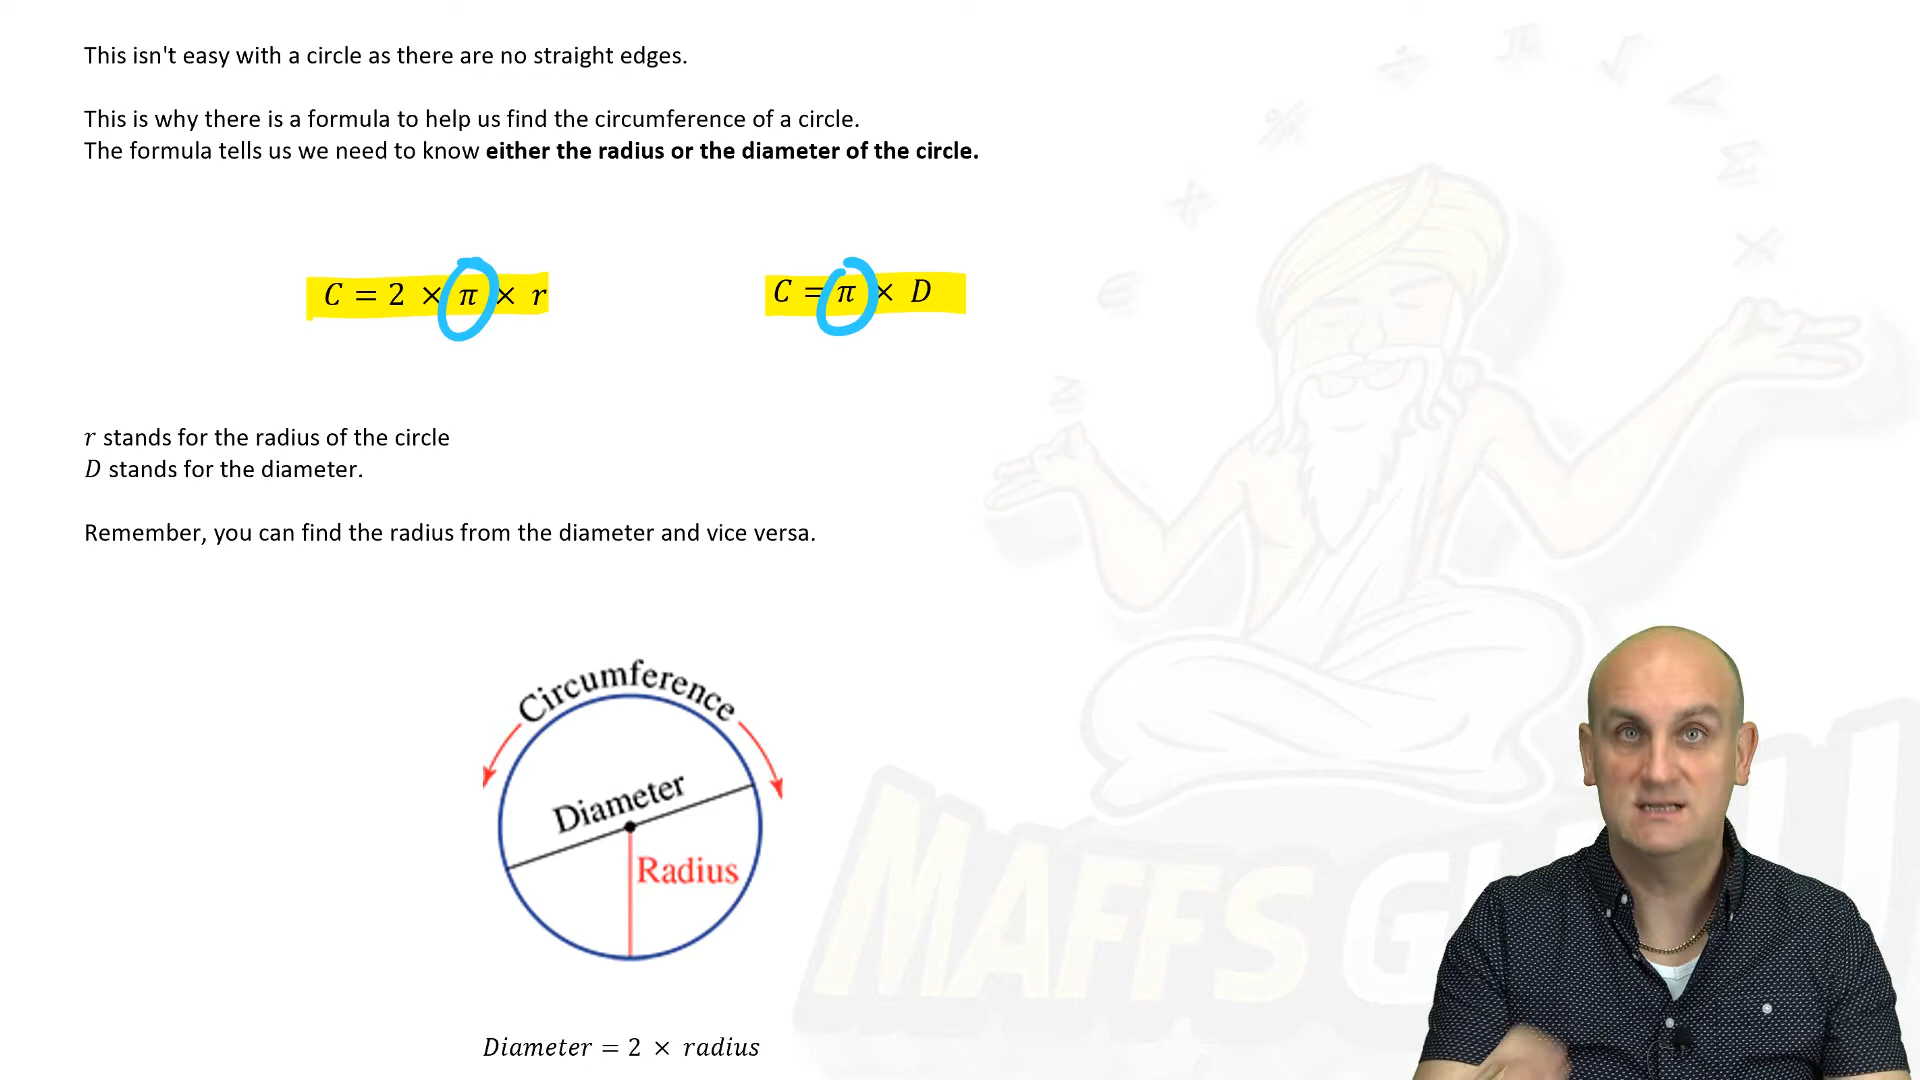 This isn't easy with a circle as there are no straight edges.
This is why there is a formula to help us find the circumference of a circle.
The formula tells us we need to know either the radius or the diameter of the circle.
C = 2 × π × r
C = π × D
r stands for the radius of the circle
D stands for the diameter.
Remember, you can find the radius from the diameter and vice versa.
Circumference
Diameter
Radius
MAFFS G
Diameter = 2 × radius